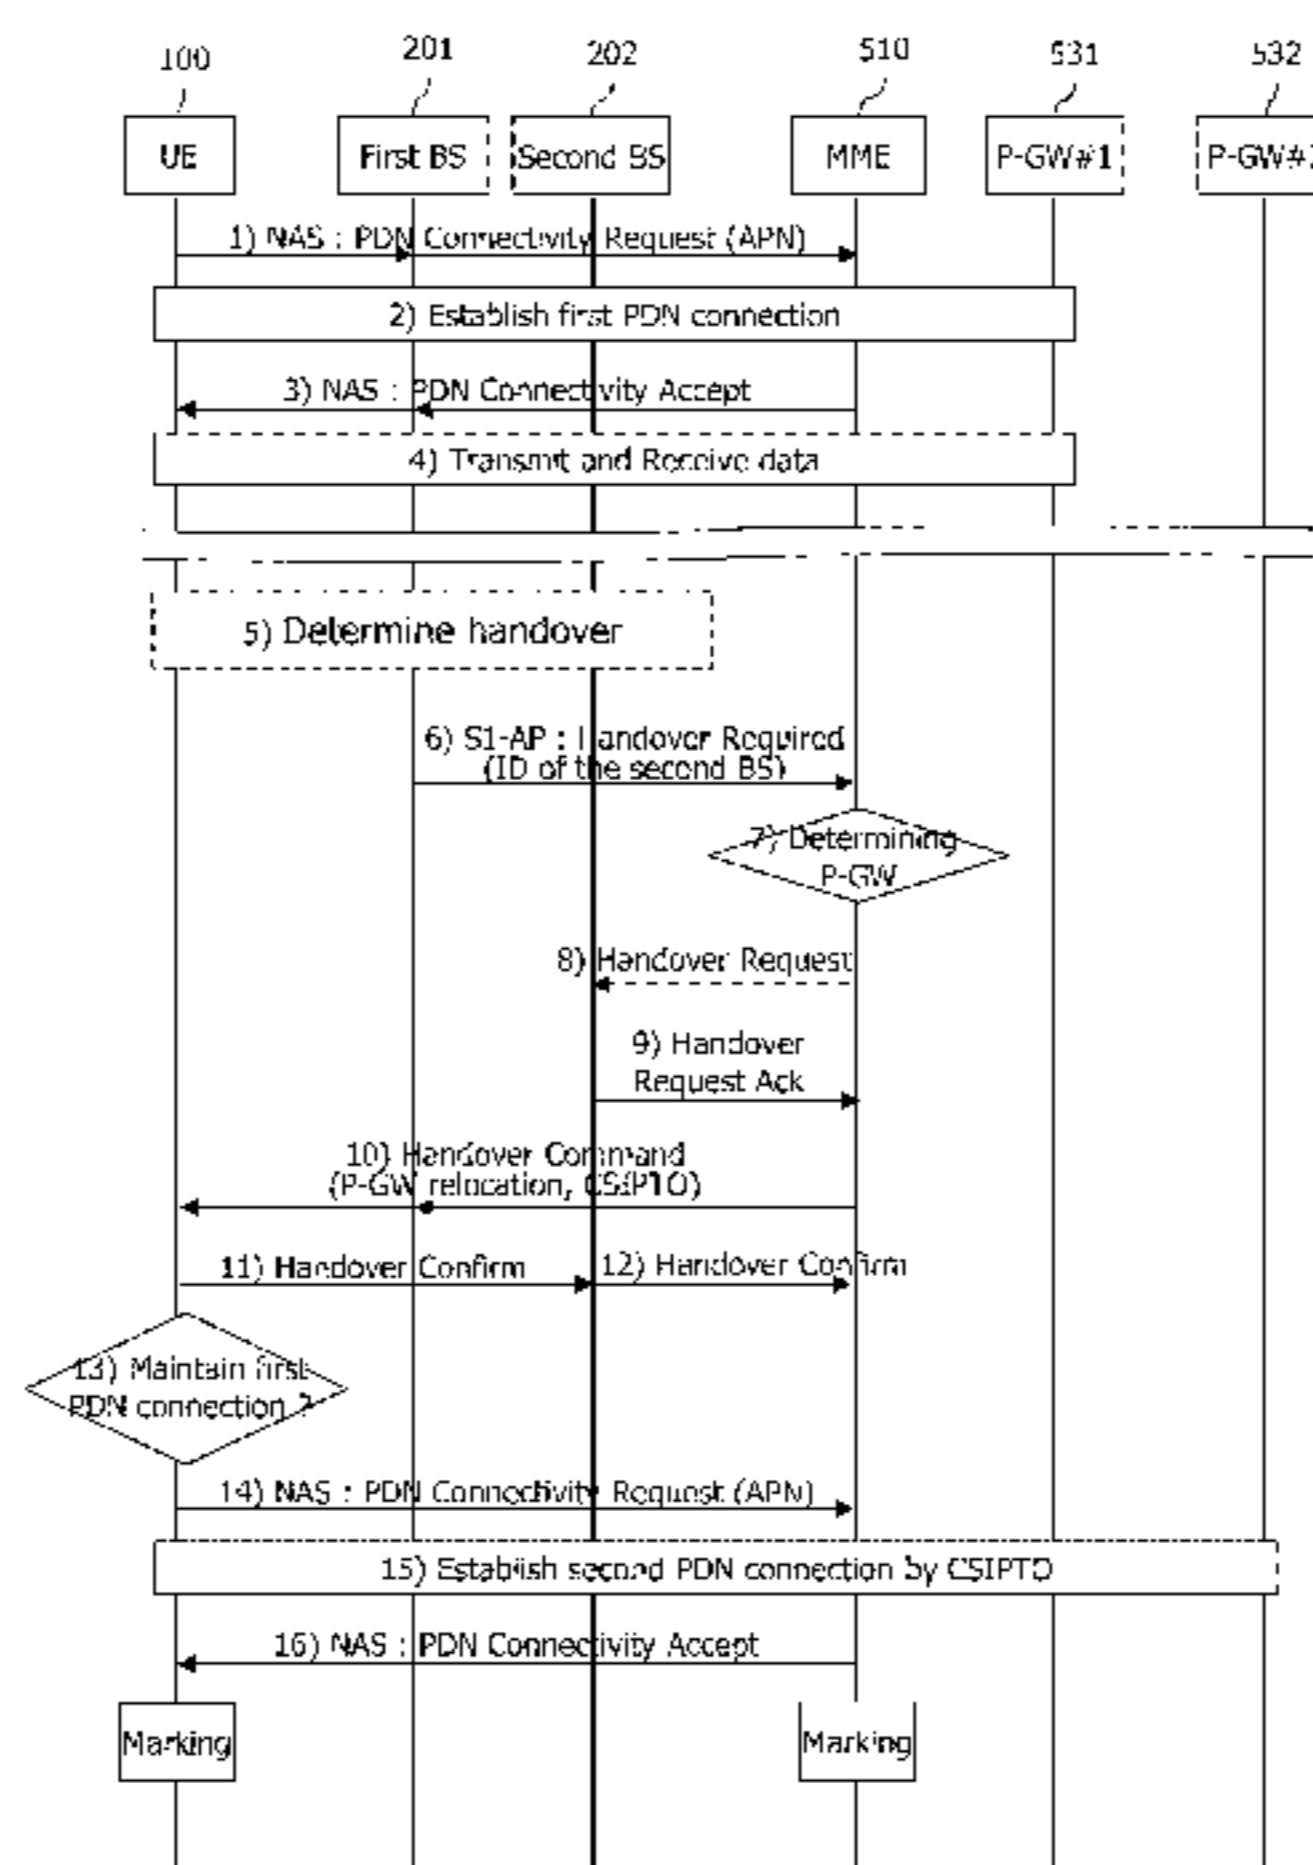 100
201
202
510
531
532
UE
First BS
Second BS
MME
P-GW#1
P-GW#
1) NAS : PDN Connectivity Request (APN)
2) Establish first PDN connection
3) NAS : PDN Connectivity Accept
4) Transmit and Receive data
5) Determine handover
6) S1-AP : Handover Required
(ID of the second BS)
7) Determining
P-GW
8) Handover Request
9) Handover
Request Ack
10) Handover Command
(P-GW relocation, CSIPTO)
11) Handover Confirm
12) Handover Confirm
13) Maintain first
PDN connection ?
14) NAS : PDN Connectivity Request (APN)
15) Establish second PDN connection by CSIPTO
16) NAS : PDN Connectivity Accept
Marking
Marking